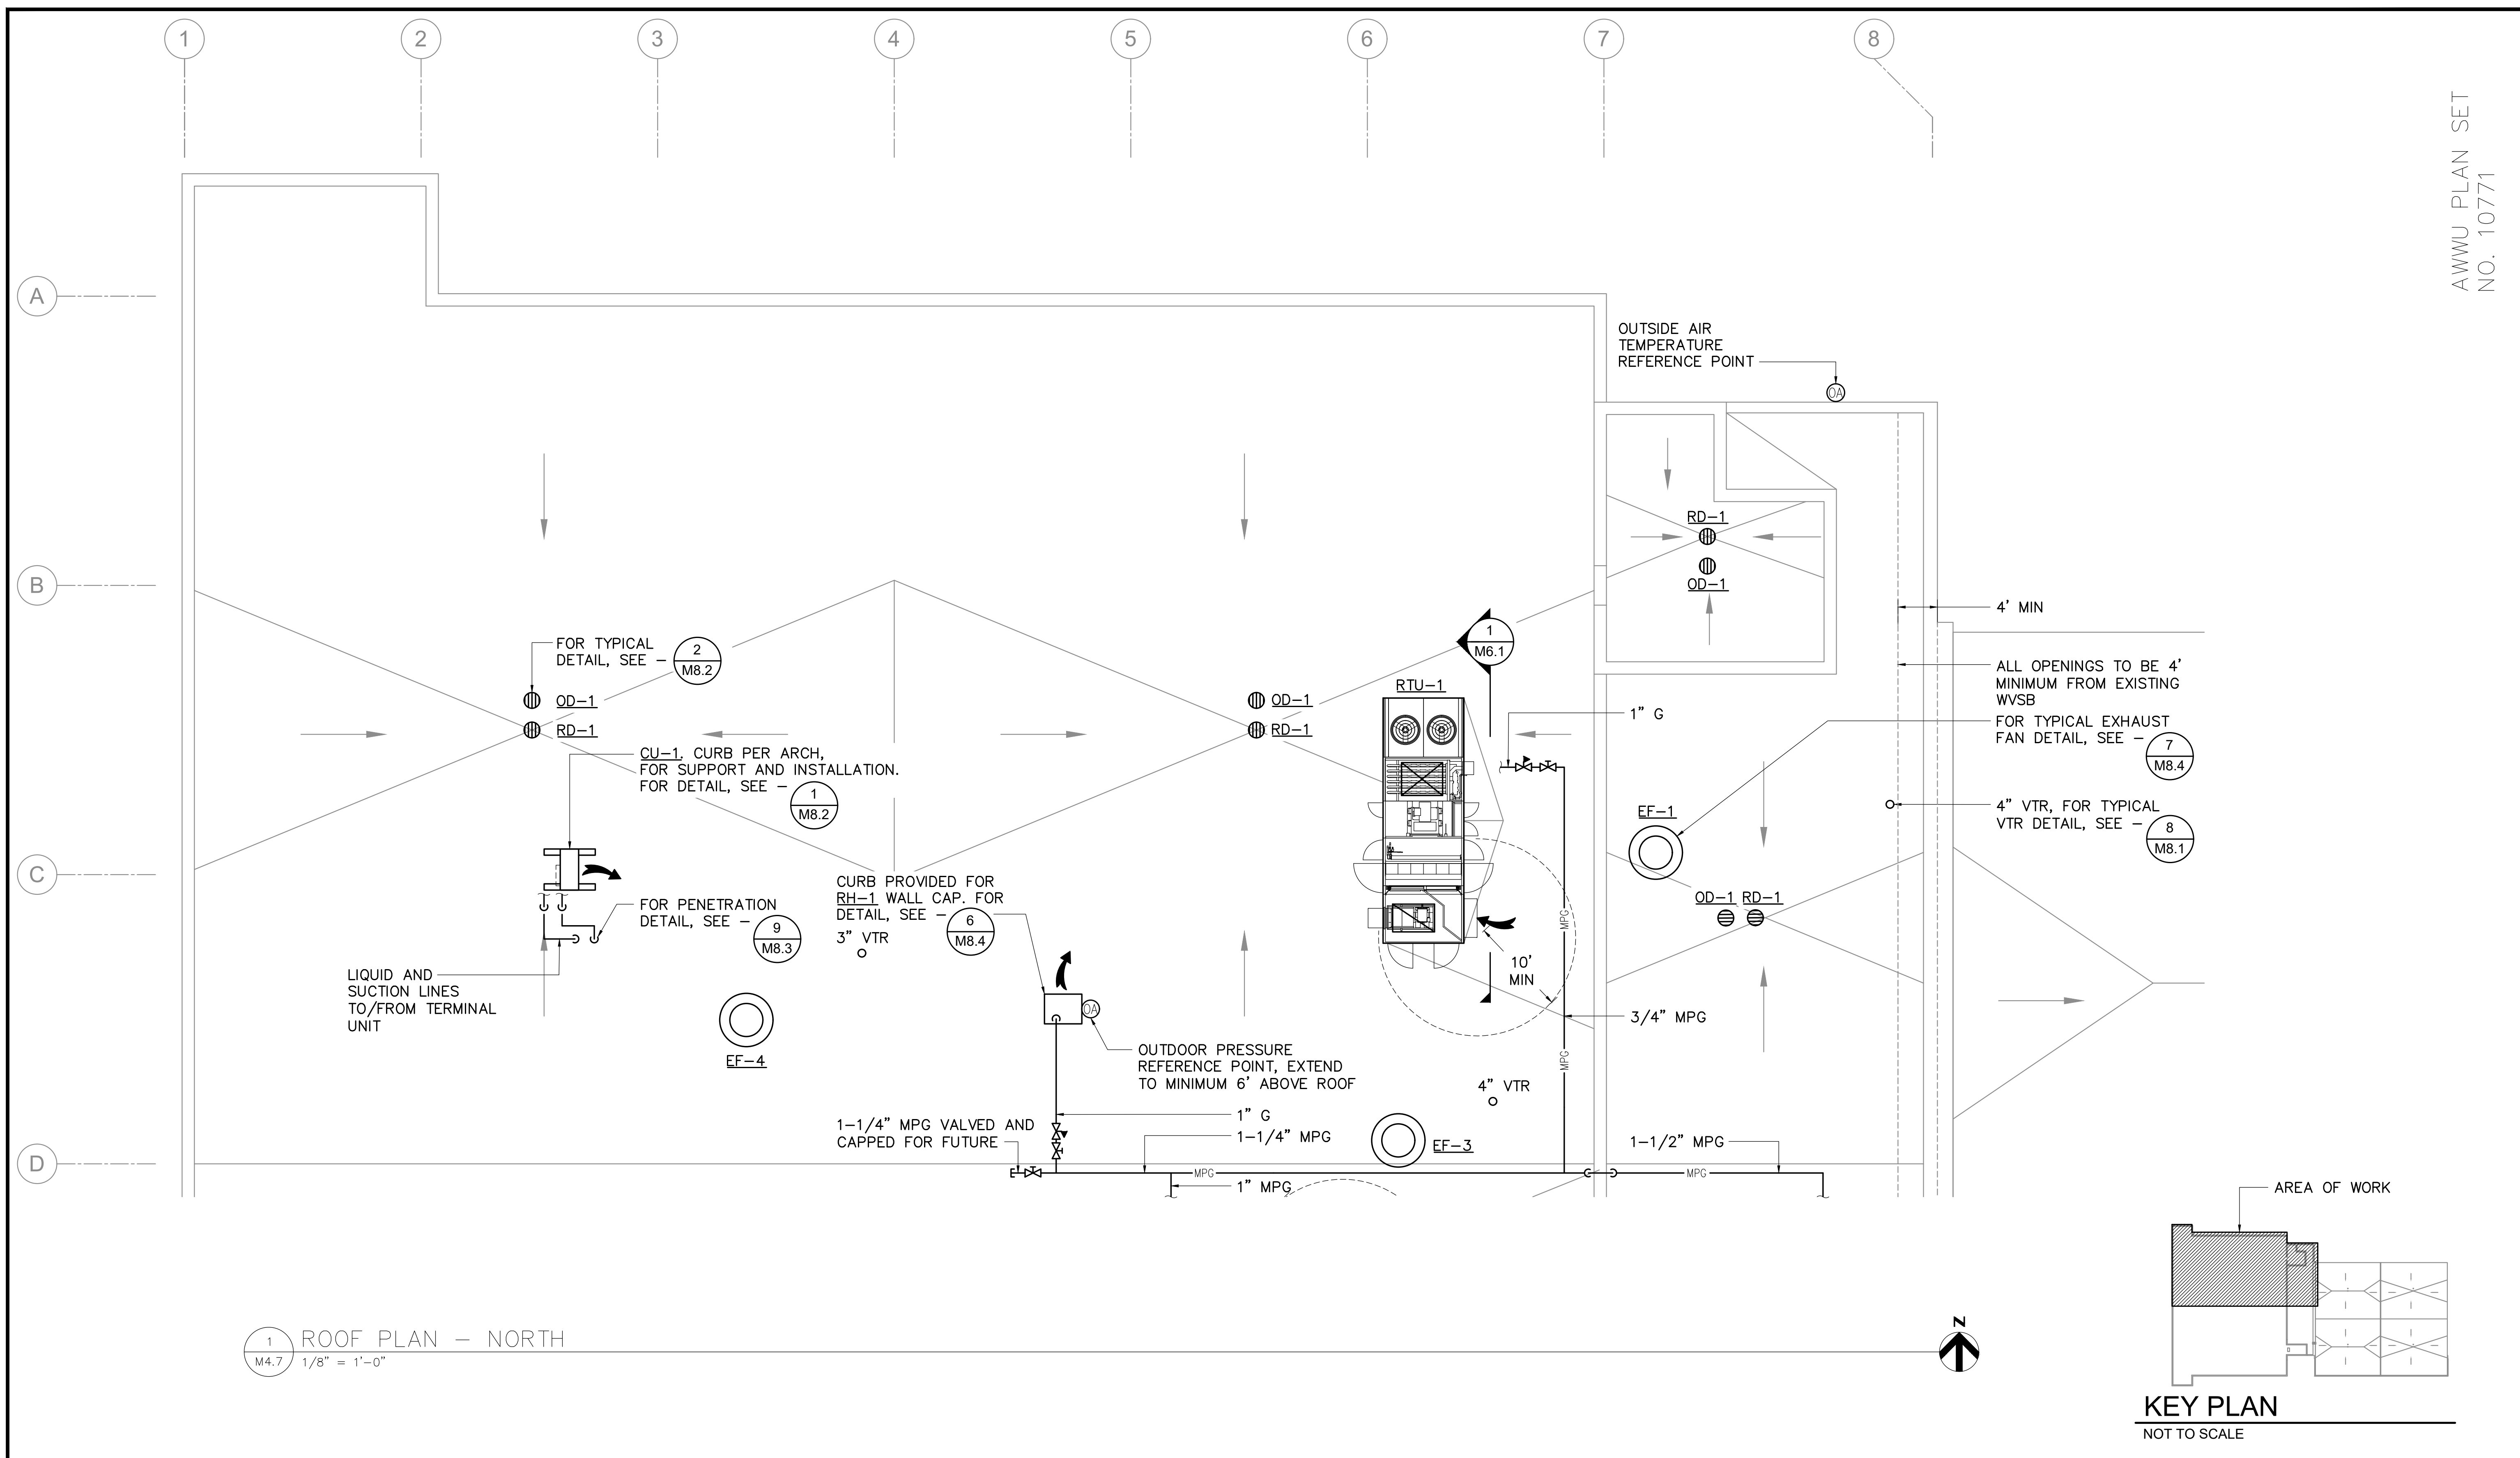 1
2
3
4
5
6
7
8
AWWU PLAN SET
NO. 10771
A
B
C
D
OUTSIDE AIR
TEMPERATURE
REFERENCE POINT
OA
RD-1
OD-1
4' MIN
FOR TYPICAL
DETAIL, SEE -
2
M8.2
OD-1
RD-1
OD-1
RD-1
1
M6.1
RTU-1
1" G
ALL OPENINGS TO BE 4'
MINIMUM FROM EXISTING
WVSB
FOR TYPICAL EXHAUST
FAN DETAIL, SEE -
7
M8.4
CU-1. CURB PER ARCH,
FOR SUPPORT AND INSTALLATION.
FOR DETAIL, SEE -
1
M8.2
EF-1
4" VTR, FOR TYPICAL
VTR DETAIL, SEE -
8
M8.1
CURB PROVIDED FOR
RH-1 WALL CAP. FOR
DETAIL, SEE -
6
M8.4
3" VTR
FOR PENETRATION
DETAIL, SEE -
9
M8.3
OD-1 RD-1
MPG
10'
MIN
LIQUID AND
SUCTION LINES
TO/FROM TERMINAL
UNIT
OA
3/4" MPG
EF-4
OUTDOOR PRESSURE
REFERENCE POINT, EXTEND
TO MINIMUM 6' ABOVE ROOF
MPG
4" VTR
1-1/4" MPG VALVED AND
CAPPED FOR FUTURE
1" G
1-1/4" MPG
EF-3
1-1/2" MPG
MPG
MPG
1" MPG
AREA OF WORK
1
M4.7
ROOF PLAN - NORTH
1/8" = 1'-0"
N
KEY PLAN
NOT TO SCALE